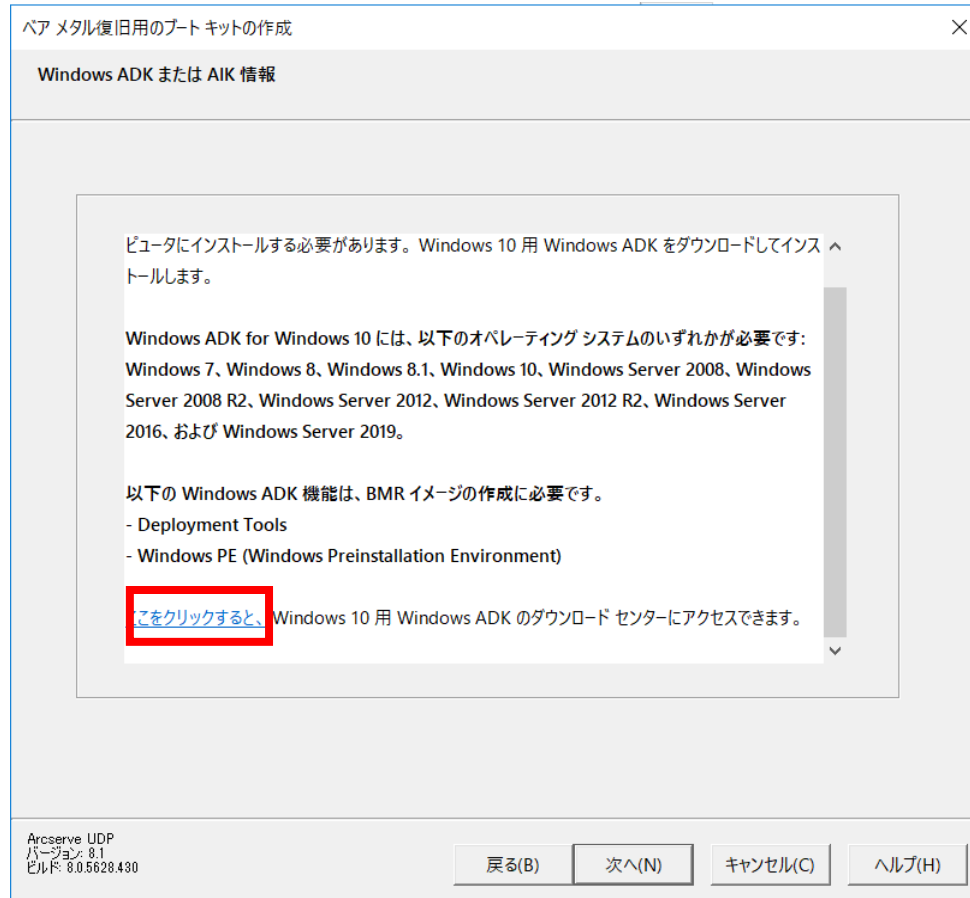 ベア メタル復旧用のブート キットの作成
Windows ADK または AIK 情報
ピュータにインストールする必要があります。Windows 10 用 Windows ADK をダウンロードしてインス
トールします。
Windows ADK for Windows 10 には、以下のオペレーティング システムのいずれかが必要です:
Windows 7、Windows 8、Windows 8.1、Windows 10、Windows Server 2008、Windows
Server 2008 R2、Windows Server 2012、Windows Server 2012 R2、Windows Server
2016、および Windows Server 2019。
以下の Windows ADK 機能は、BMR イメージの作成に必要です。
- Deployment Tools
- Windows PE (Windows Preinstallation Environment)
ここをクリックすると、Windows 10 用 Windows ADK のダウンロード センターにアクセスできます。
Arcserve UDP
バージョン: 8.1
ビルド: 8.0.5628.430
戻る(B) 次へ(N) キャンセル(C) ヘルプ(H)